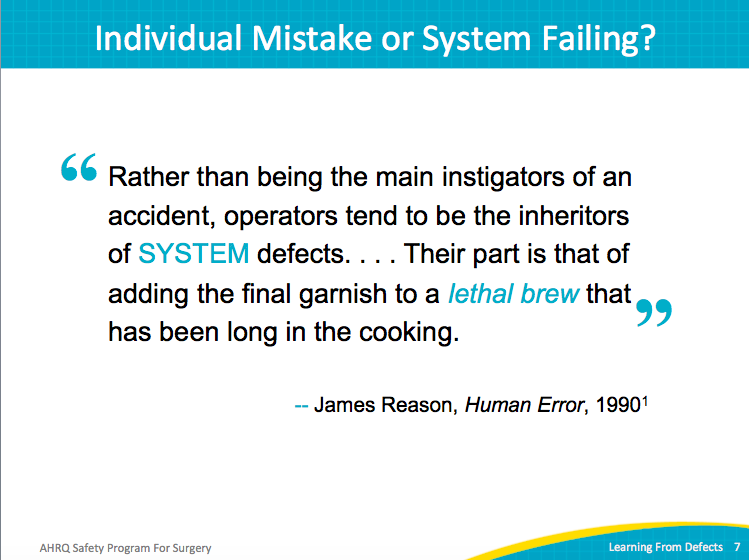 Individual Mistake or System Failing?
“ Rather than being the main instigators of an
accident, operators tend to be the inheritors
of SYSTEM defects. . . . Their part is that of
adding the final garnish to a lethal brew that
has been long in the cooking. ”
-- James Reason, Human Error, 1990¹
AHRQ Safety Program For Surgery
Learning From Defects 7